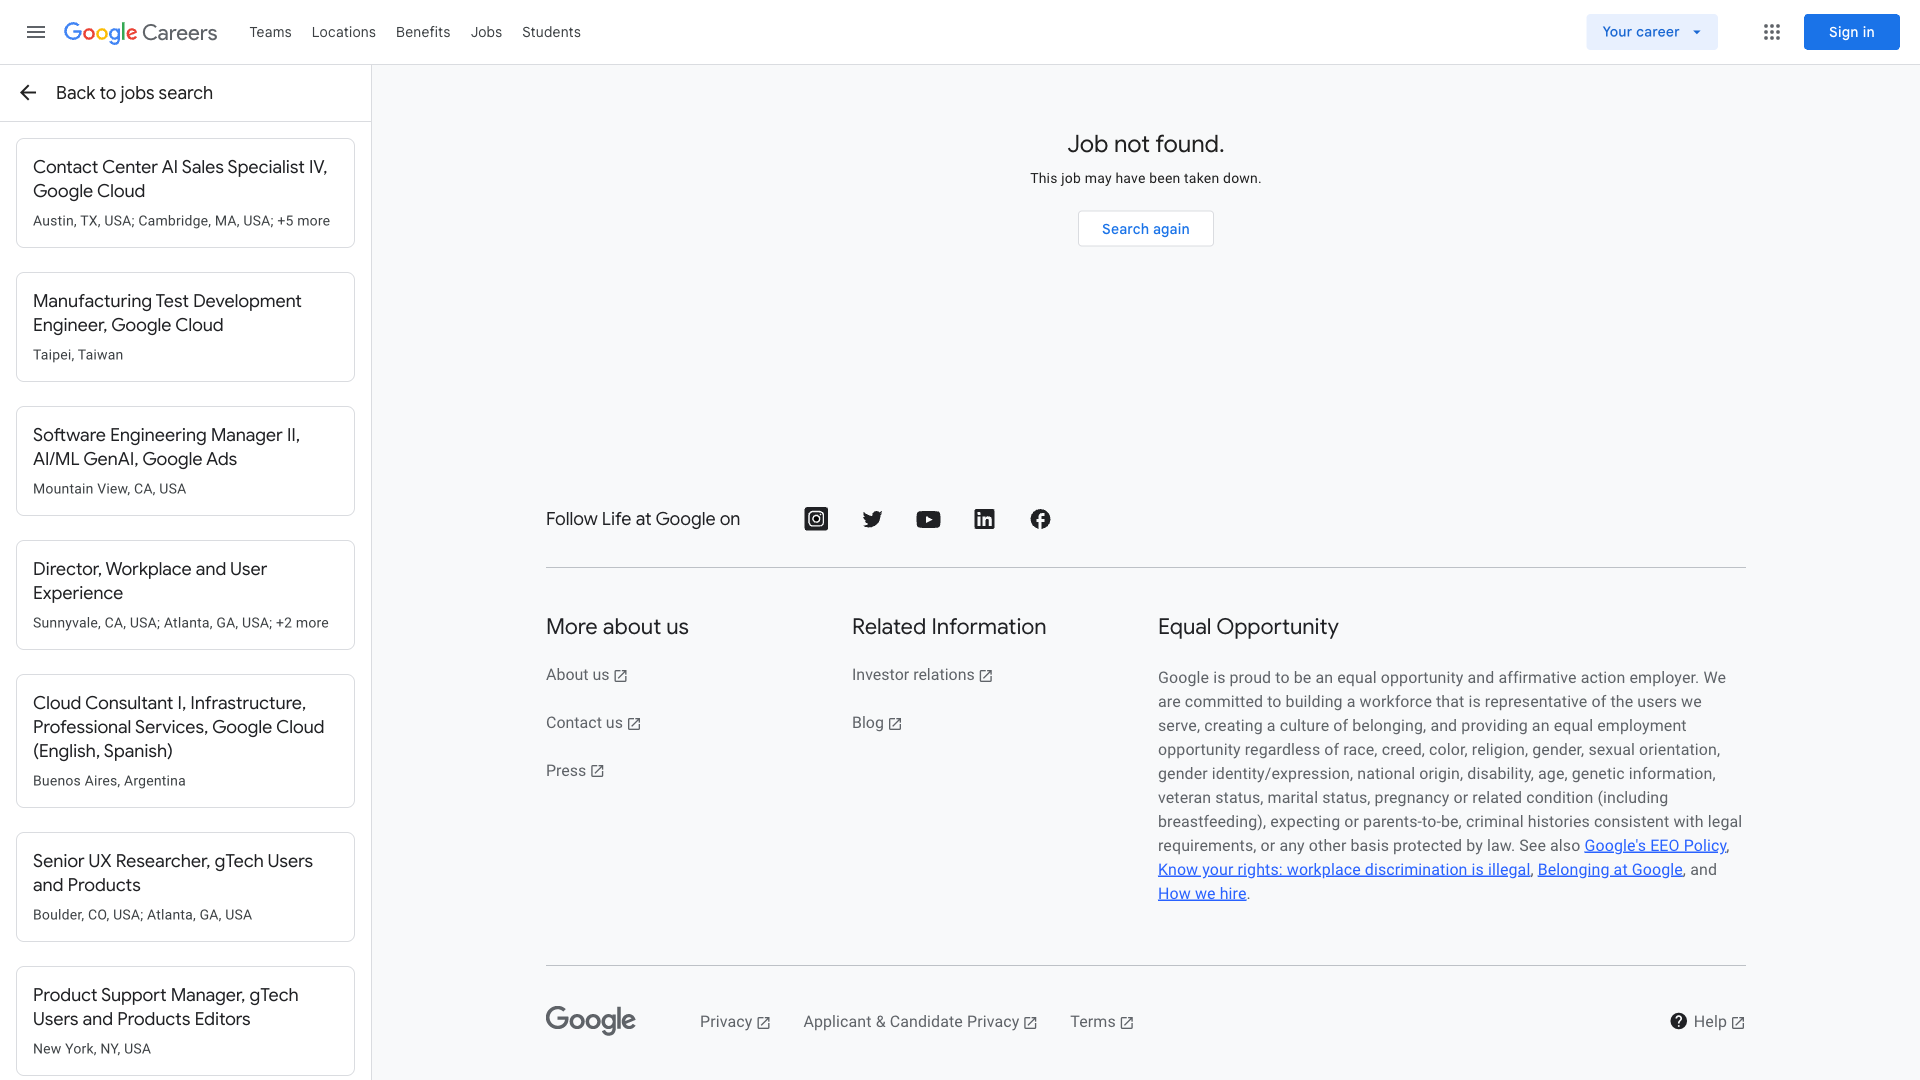 Google Careers
Teams
Locations
Benefits
Jobs
Students
Your career
Sign in
Back to jobs search
Contact Center AI Sales Specialist IV,
Google Cloud
Austin, TX, USA; Cambridge, MA, USA; +5 more
Manufacturing Test Development
Engineer, Google Cloud
Taipei, Taiwan
Software Engineering Manager II,
AI/ML GenAI, Google Ads
Mountain View, CA, USA
Director, Workplace and User
Experience
Sunnyvale, CA, USA; Atlanta, GA, USA; +2 more
Cloud Consultant I, Infrastructure,
Professional Services, Google Cloud
(English, Spanish)
Buenos Aires, Argentina
Senior UX Researcher, gTech Users
and Products
Boulder, CO, USA; Atlanta, GA, USA
Product Support Manager, gTech
Users and Products Editors
New York, NY, USA
Job not found.
This job may have been taken down.
Search again
Follow Life at Google on
More about us
About us
Contact us
Press
Related Information
Investor relations
Blog
Equal Opportunity
Google is proud to be an equal opportunity and affirmative action employer. We
are committed to building a workforce that is representative of the users we
serve, creating a culture of belonging, and providing an equal employment
opportunity regardless of race, creed, color, religion, gender, sexual orientation,
gender identity/expression, national origin, disability, age, genetic information,
veteran status, marital status, pregnancy or related condition (including
breastfeeding), expecting or parents-to-be, criminal histories consistent with legal
requirements, or any other basis protected by law. See also Google's EEO Policy,
Know your rights: workplace discrimination is illegal, Belonging at Google, and
How we hire.
Google
Privacy
Applicant & Candidate Privacy
Terms
Help